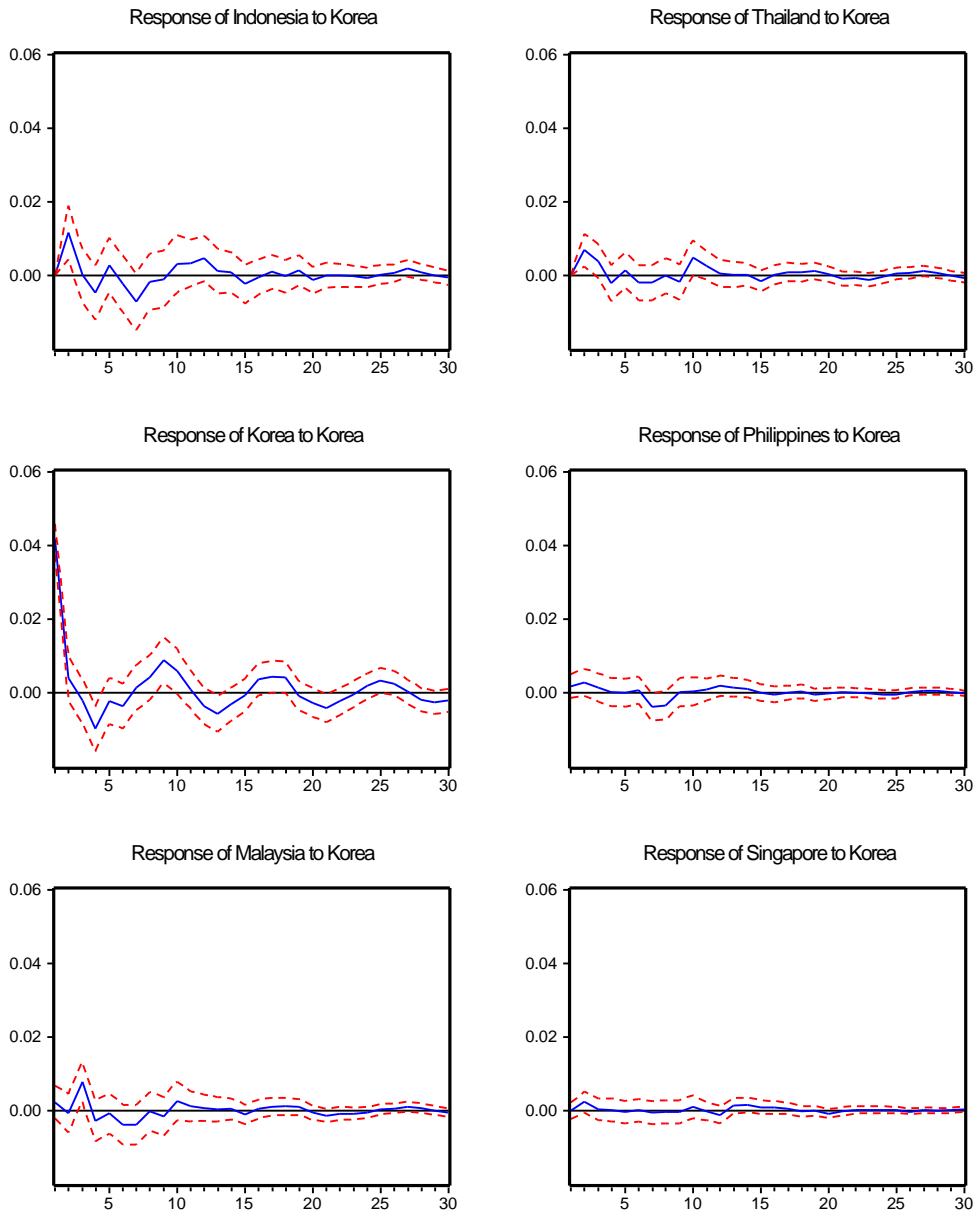 Response of Indonesia to Korea
0.06
0.04
0.02
0.00
5 10 15 20 25 30
Response of Thailand to Korea
0.06
0.04
0.02
0.00
5 10 15 20 25 30
Response of Korea to Korea
0.06
0.04
0.02
0.00
5 10 15 20 25 30
Response of Philippines to Korea
0.06
0.04
0.02
0.00
5 10 15 20 25 30
Response of Malaysia to Korea
0.06
0.04
0.02
0.00
5 10 15 20 25 30
Response of Singapore to Korea
0.06
0.04
0.02
0.00
5 10 15 20 25 30